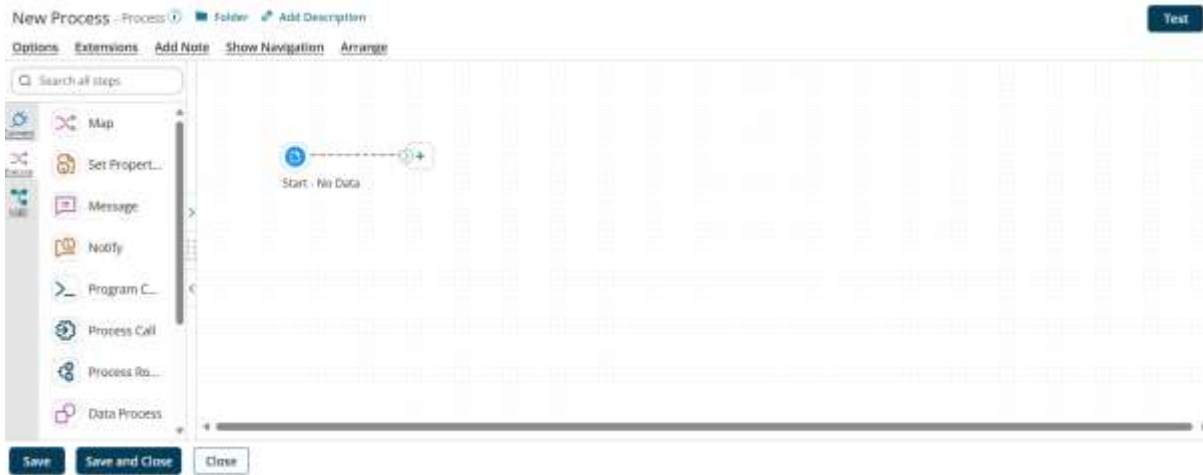 New Process - Process Folder Add Description
Test
Options Extensions Add Note Show Navigation Arrange
Search all steps
Map
Set Propert...
Message
Notify
Program C...
Process Call
Process Ro...
Data Process
Start - No Data
Save Save and Close Close